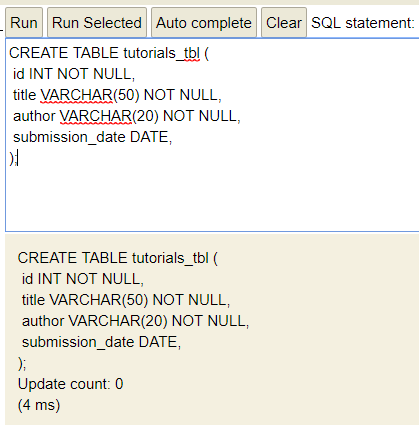 Run Run Selected Auto complete Clear SQL statement:
CREATE TABLE tutorials_tbl (
id INT NOT NULL,
title VARCHAR(50) NOT NULL,
author VARCHAR(20) NOT NULL,
submission_date DATE,
);
CREATE TABLE tutorials_tbl (
id INT NOT NULL,
title VARCHAR(50) NOT NULL,
author VARCHAR(20) NOT NULL,
submission_date DATE,
);
Update count: 0
(4 ms)